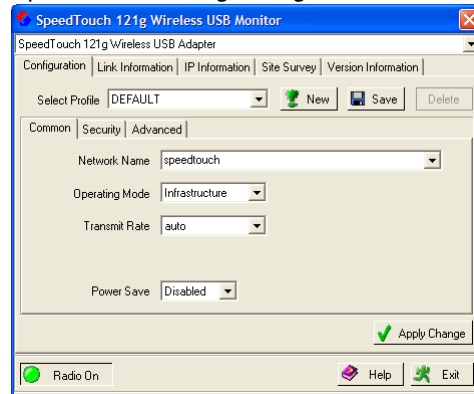 SpeedTouch 121g Wireless USB Monitor
SpeedTouch 121g Wireless USB Adapter
Configuration Link Information IP Information Site Survey Version Information
Select Profile DEFAULT New Save Delete
Common Security Advanced
Network Name speedtouch
Operating Mode Infrastructure
Transmit Rate auto
Power Save Disabled
Apply Change
Radio On Help Exit